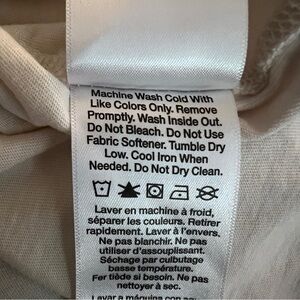 Machine Wash Cold With
Like Colors Only. Remove
Promptly. Wash Inside Out.
Do Not Bleach. Do Not Use
Fabric Softener. Tumble Dry
Low. Cool Iron When
Needed. Do Not Dry Clean.
Laver en machine à froid,
séparer les couleurs. Retirer
rapidement. Laver à l'envers.
Ne pas blanchir. Ne pas
utiliser d'assouplissant.
Séchage par culbutage
basse température.
Fer tiède si besoin. Ne pas
nettoyer à sec.
Lavar a máquina con